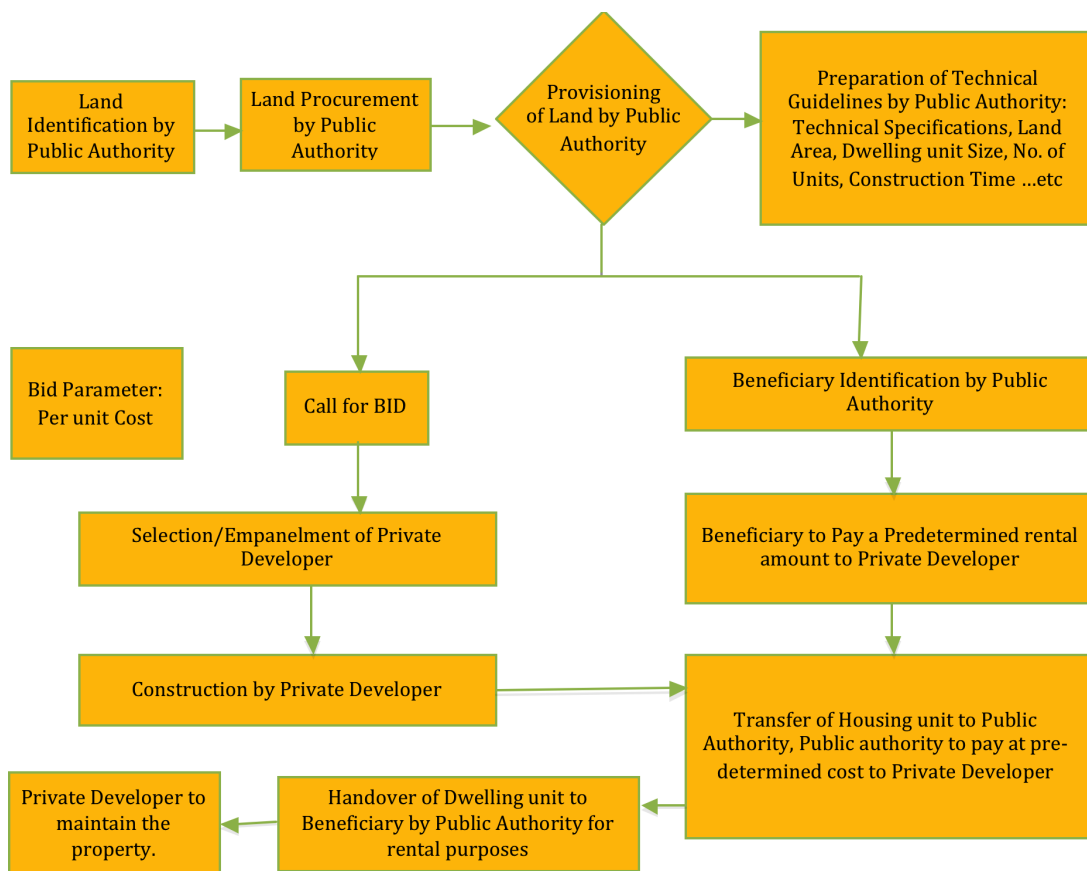 Land
Identification by
Public Authority
Land Procurement
by Public
Authority
Provisioning
of Land by Public
Authority
Preparation of Technical
Guidelines by Public Authority:
Technical Specifications, Land
Area, Dwelling unit Size, No. of
Units, Construction Time ...etc
Bid Parameter:
Per unit Cost
Call for BID
Beneficiary Identification by Public
Authority
Selection/Empanelment of Private
Developer
Beneficiary to Pay a Predetermined rental
amount to Private Developer
Construction by Private Developer
Transfer of Housing unit to Public
Authority, Public authority to pay at pre-
determined cost to Private Developer
Private Developer to
maintain the
property.
Handover of Dwelling unit to
Beneficiary by Public Authority for
rental purposes